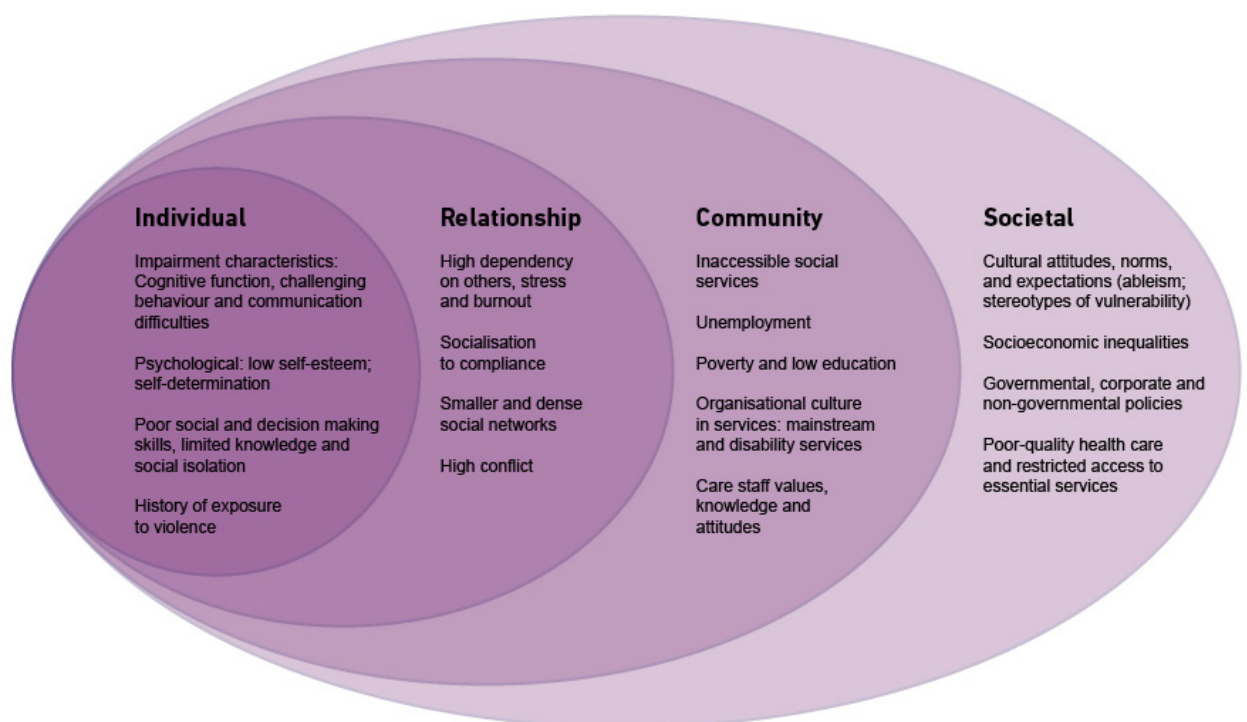 Individual
Impairment characteristics:
Cognitive function, challenging
behaviour and communication
difficulties
Psychological: low self-esteem;
self-determination
Poor social and decision making
skills, limited knowledge and
social isolation
History of exposure
to violence
Relationship
High dependency
on others, stress
and burnout
Socialisation
to compliance
Smaller and dense
social networks
High conflict
Community
Inaccessible social
services
Unemployment
Poverty and low education
Organisational culture
in services: mainstream
and disability services
Care staff values,
knowledge and
attitudes
Societal
Cultural attitudes, norms,
and expectations (ableism;
stereotypes of vulnerability)
Socioeconomic inequalities
Governmental, corporate and
non-governmental policies
Poor-quality health care
and restricted access to
essential services